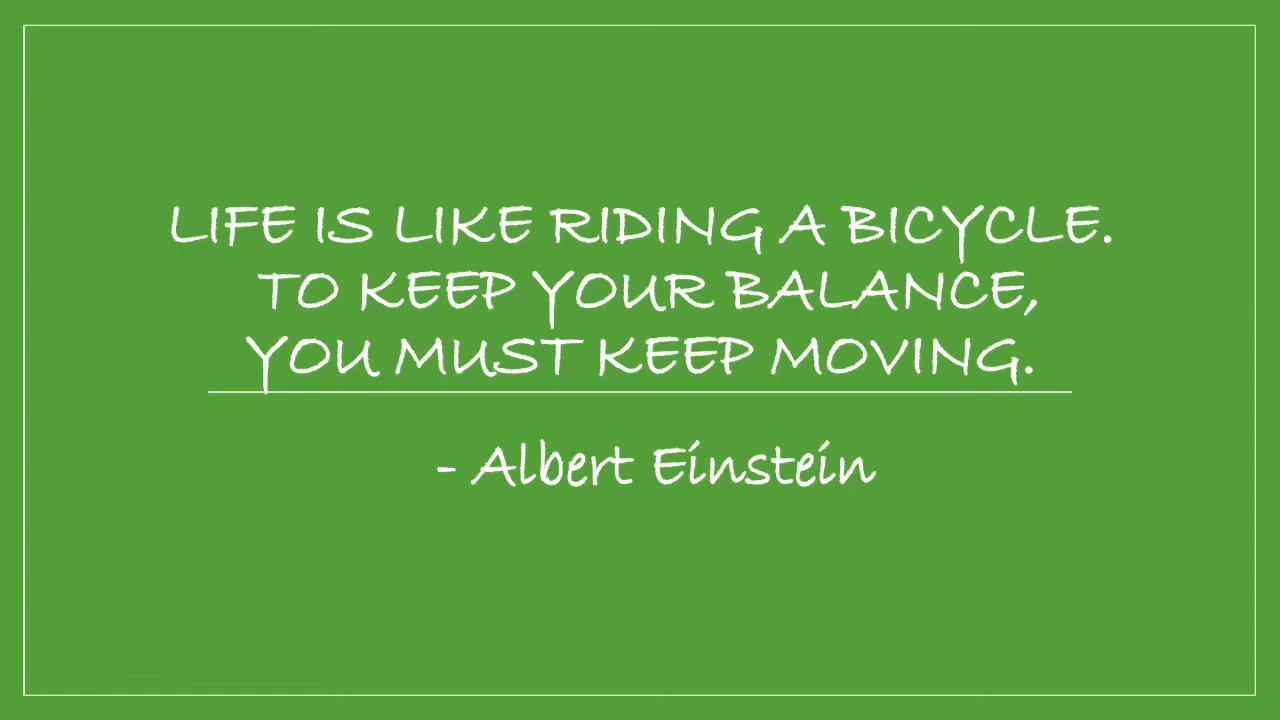 LIFE IS LIKE RIDING A BICYCLE.
TO KEEP YOUR BALANCE,
YOU MUST KEEP MOVING.
- Albert Einstein